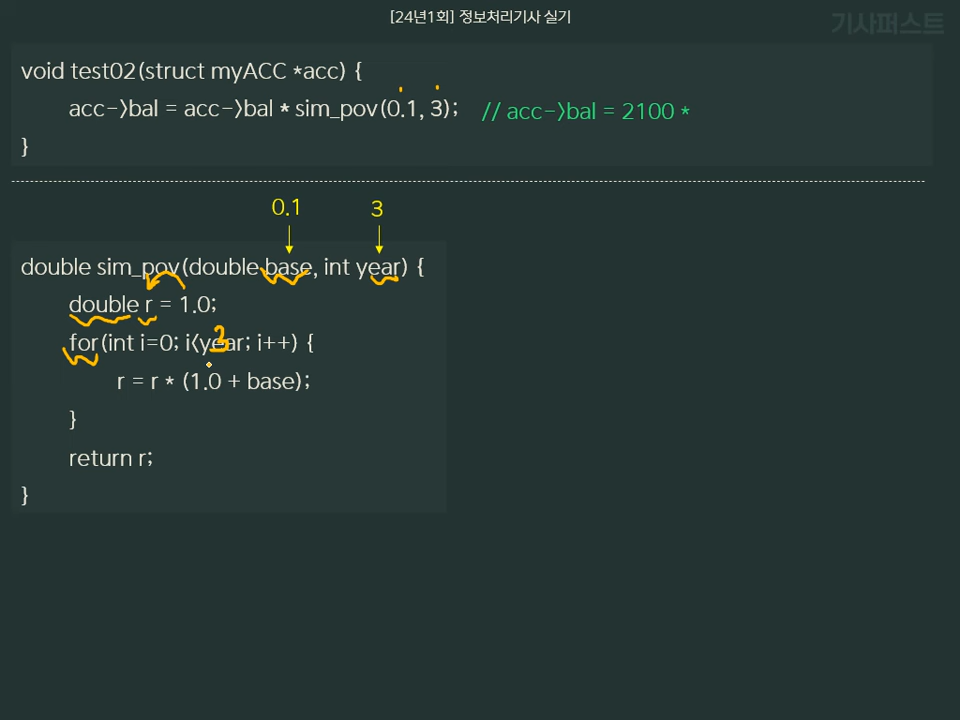 [24년1회] 정보처리기사 실기
기사퍼스트
void test02(struct myACC *acc) {
acc->bal = acc->bal * sim_pov(0.1, 3); // acc->bal = 2100 *
}
0.1 3
double sim_pov(double base, int year) {
double r = 1.0;
3
for(int i=0; i<year; i++) {
r = r * (1.0 + base);
}
return r;
}